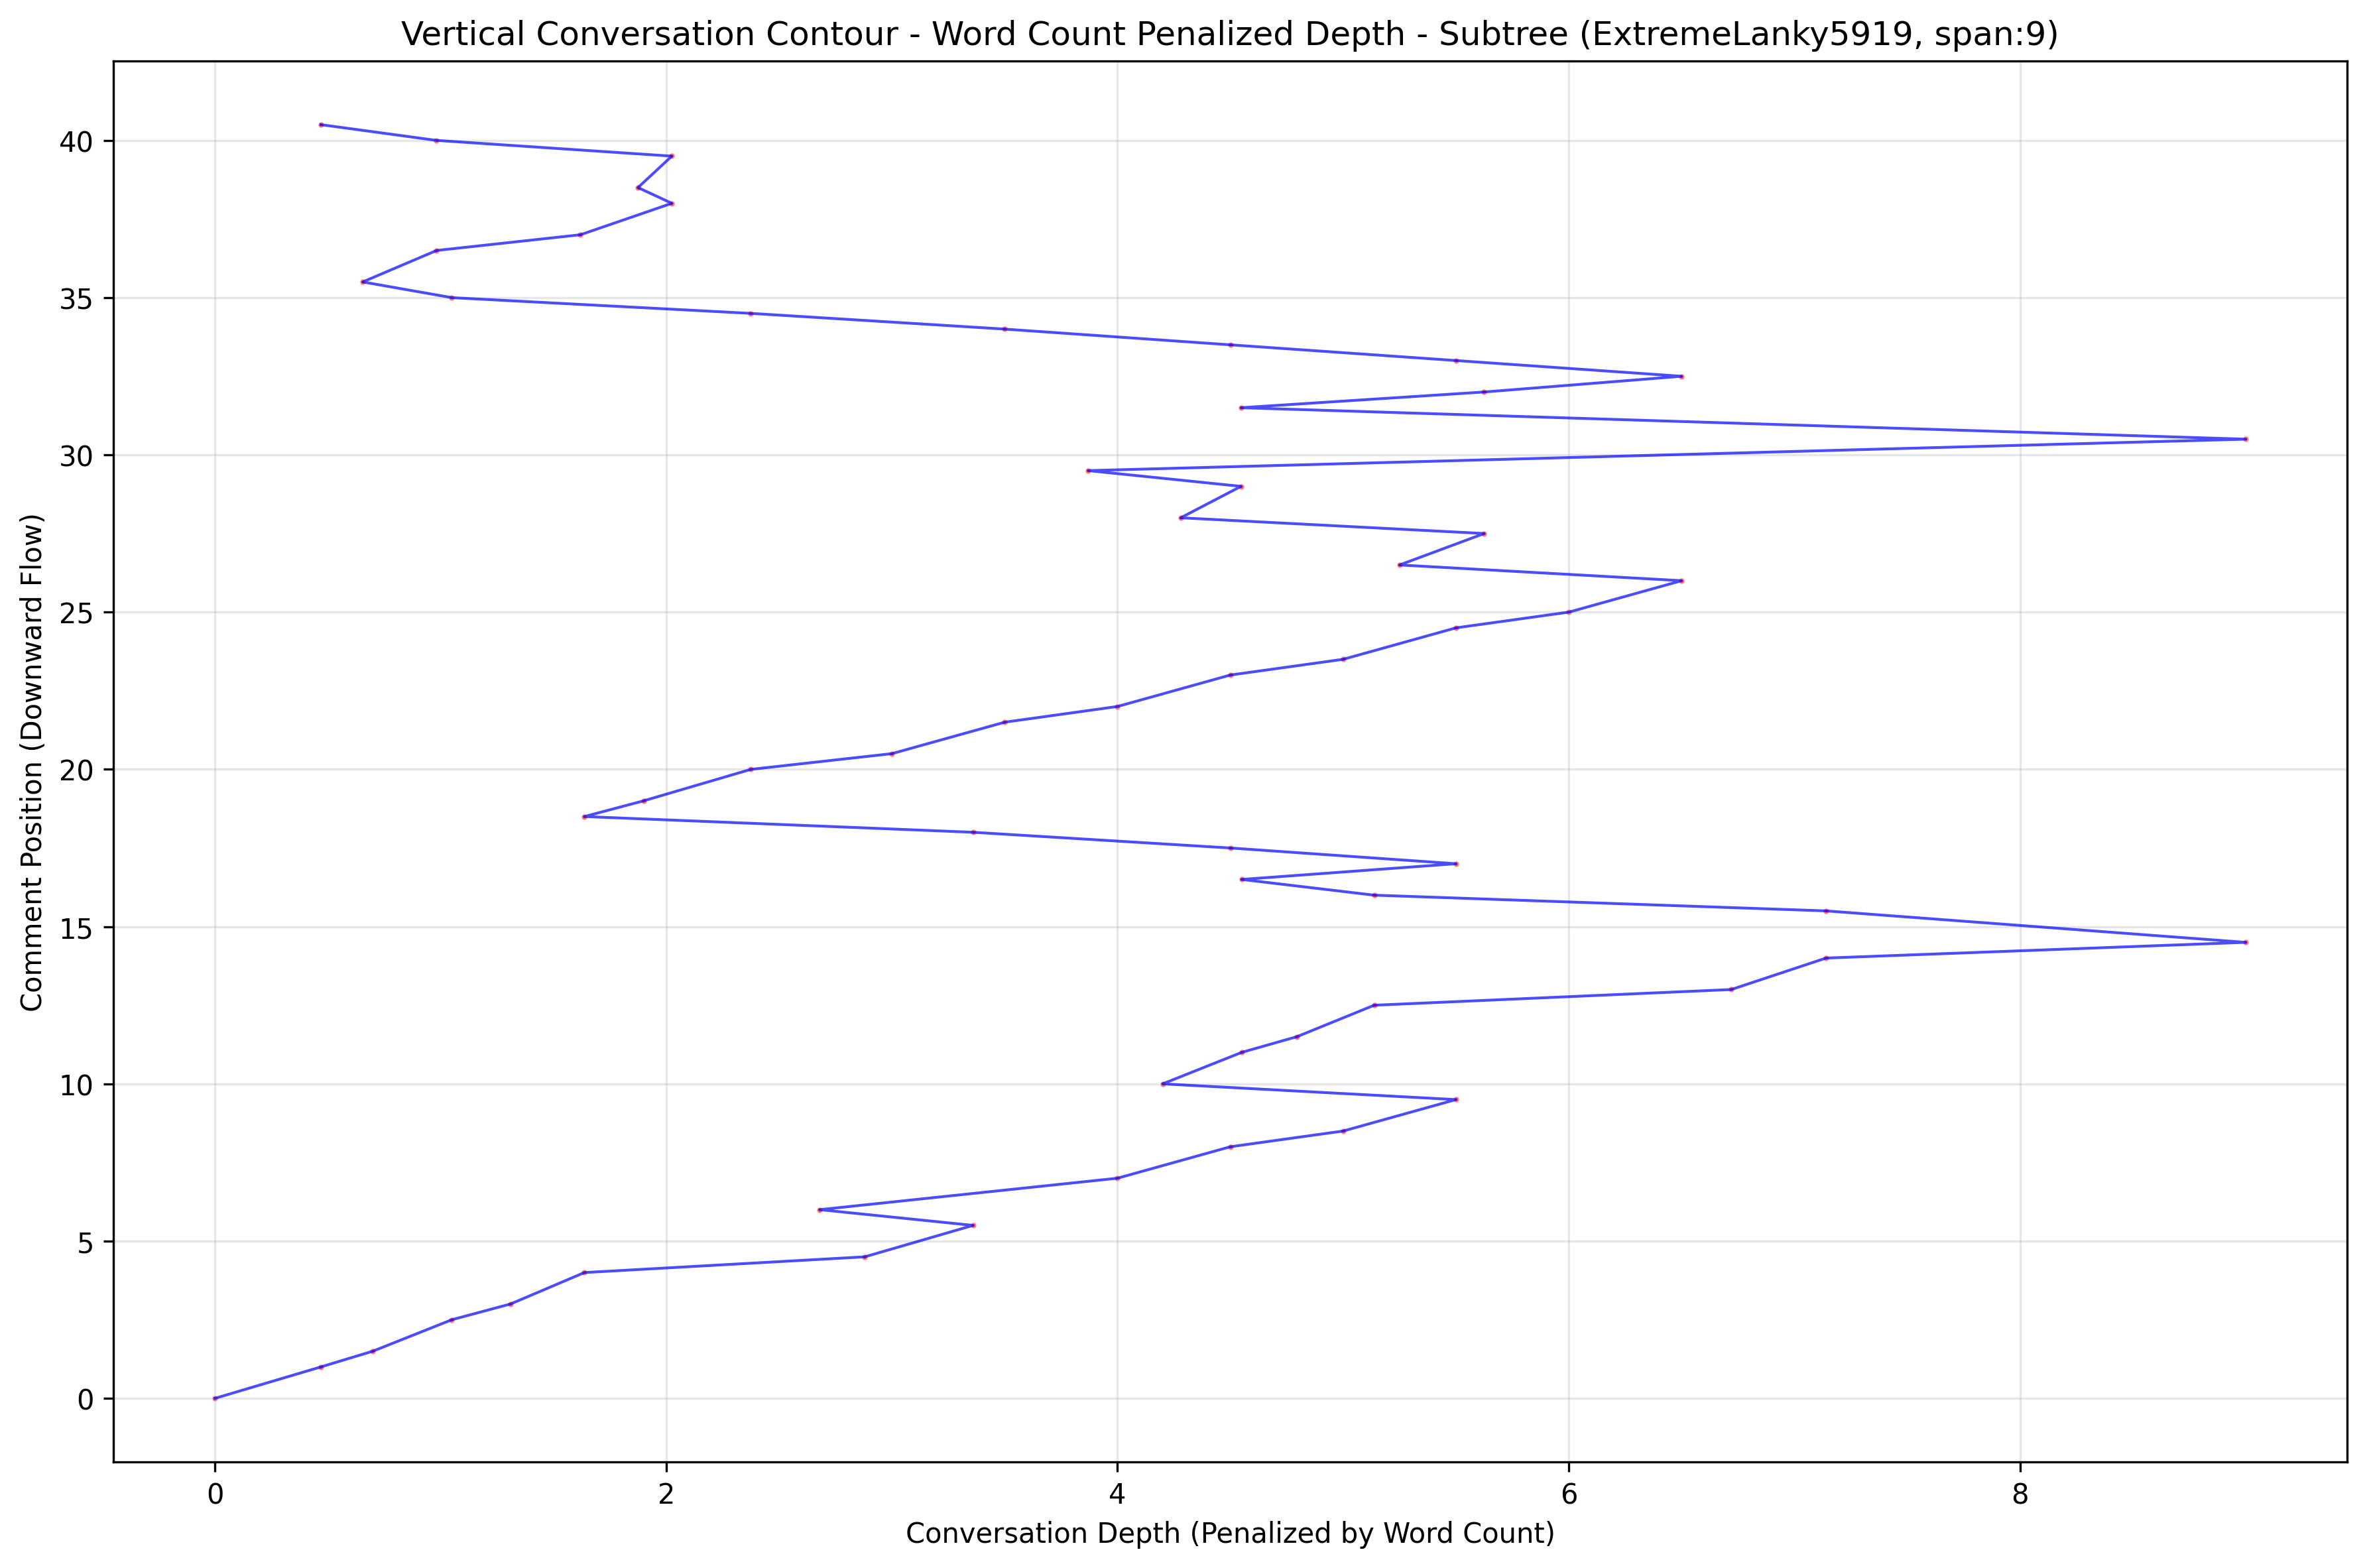 Vertical Conversation Contour - Word Count Penalized Depth - Subtree (ExtremeLanky5919, span:9)
Comment Position (Downward Flow)
40
35
30
25
20
15
10
5
0
0 2 4 6 8
Conversation Depth (Penalized by Word Count)